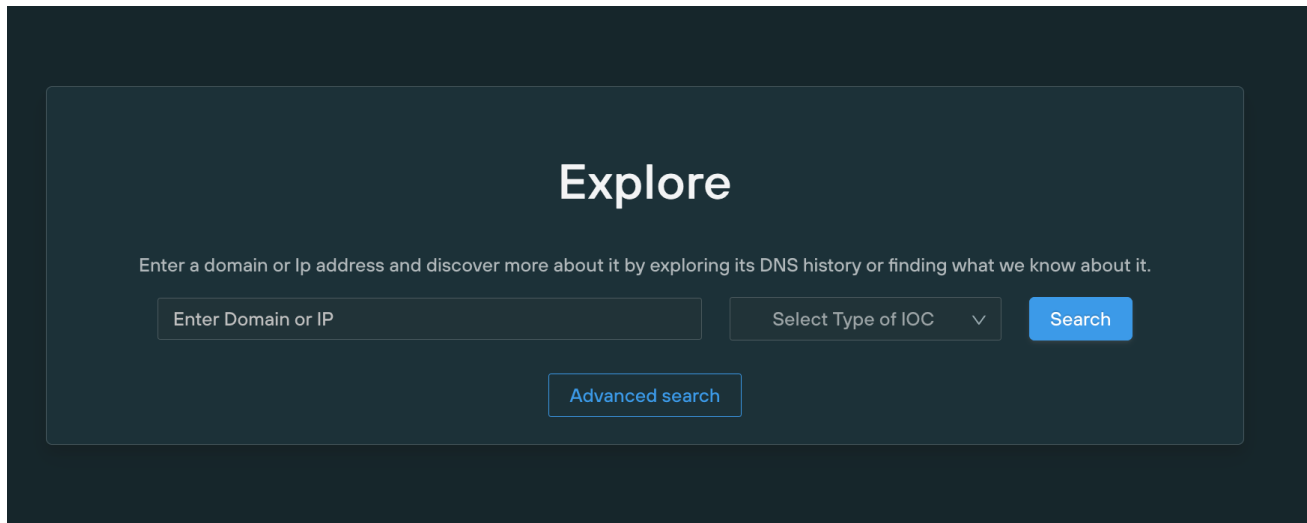 Explore
Enter a domain or Ip address and discover more about it by exploring its DNS history or finding what we know about it.
Enter Domain or IP
Select Type of IOC
Search
Advanced search